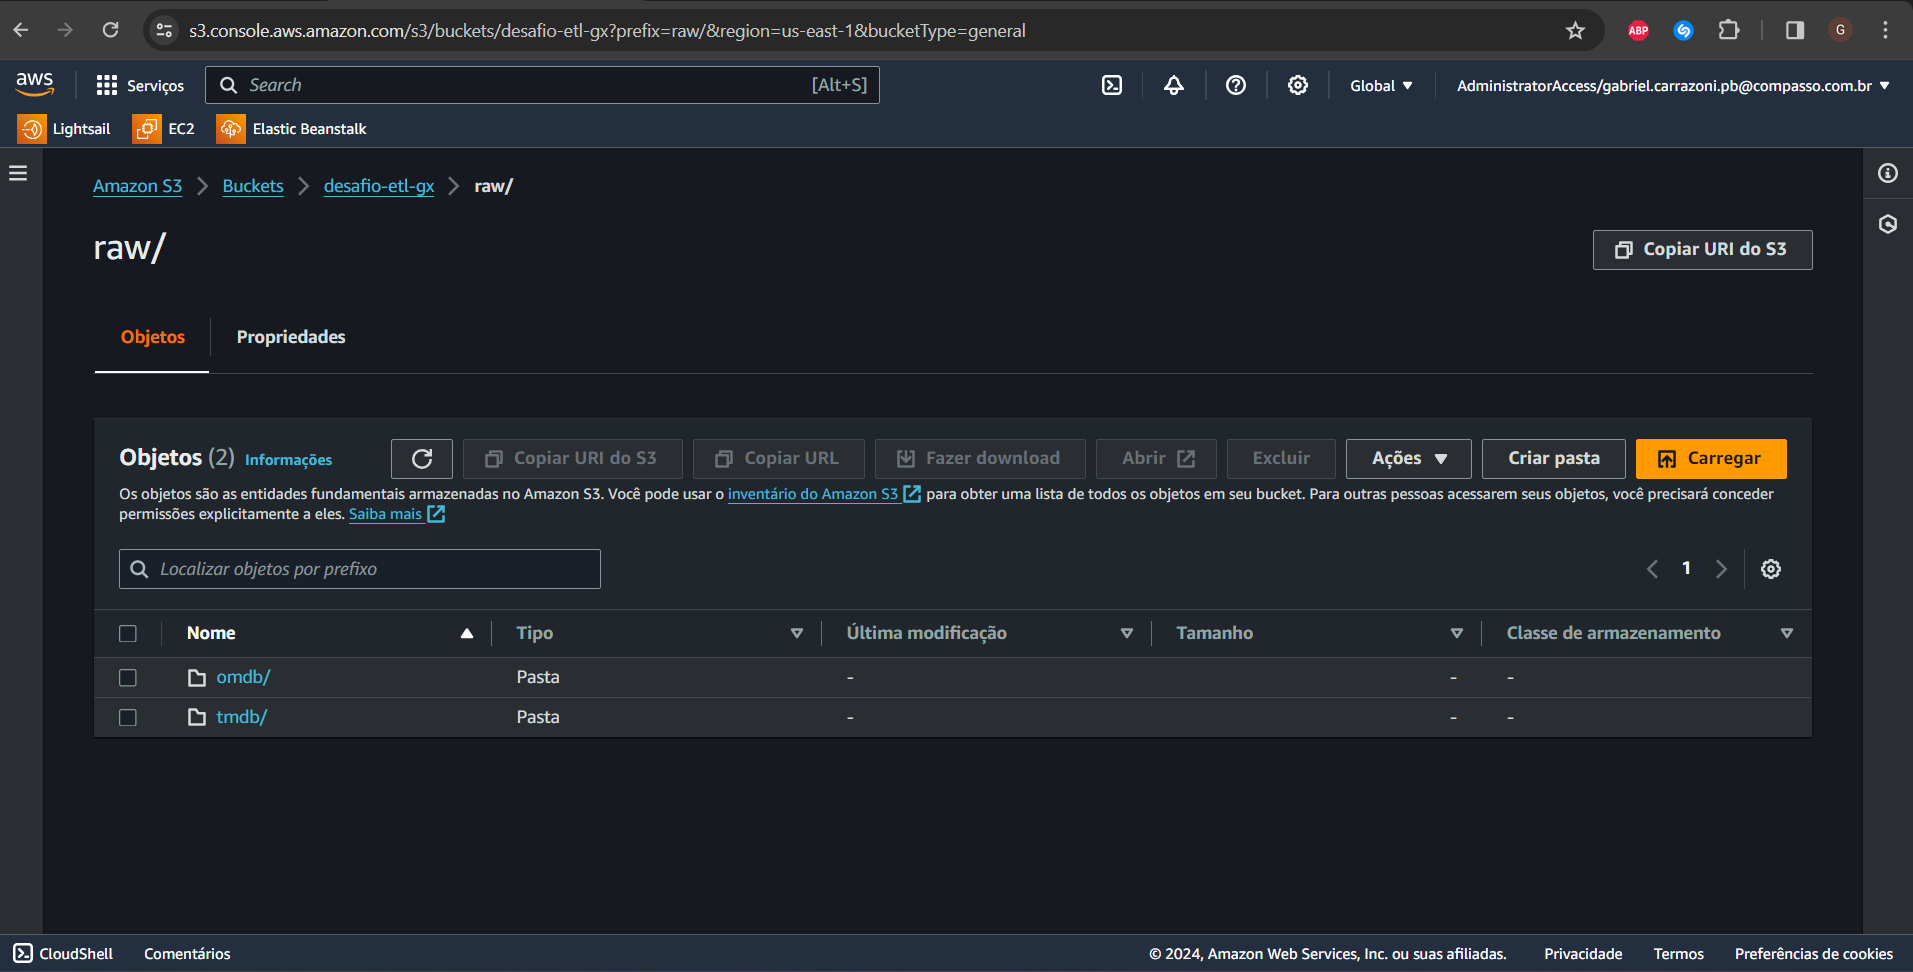 s3.console.aws.amazon.com/s3/buckets/desafio-etl-gx?prefix=raw/&region=us-east-1&bucketType=general
ABP
G
aws
Serviços
Search
[Alt+S]
Global
AdministratorAccess/gabriel.carrazoni.pb@compasso.com.br
Lightsail
EC2
Elastic Beanstalk
Amazon S3
Buckets
desafio-etl-gx
raw/
raw/
Copiar URI do S3
Objetos
Propriedades
Objetos (2)
Informações
Copiar URI do S3
Copiar URL
Fazer download
Abrir
Excluir
Ações
Criar pasta
Carregar
Os objetos são as entidades fundamentais armazenadas no Amazon S3. Você pode usar o inventário do Amazon S3 para obter uma lista de todos os objetos em seu bucket. Para outras pessoas acessarem seus objetos, você precisará conceder
permissões explicitamente a eles. Saiba mais
Localizar objetos por prefixo
1
Nome
Tipo
Última modificação
Tamanho
Classe de armazenamento
omdb/
Pasta
-
-
-
tmdb/
Pasta
-
-
-
CloudShell
Comentários
© 2024, Amazon Web Services, Inc. ou suas afiliadas.
Privacidade
Termos
Preferências de cookies